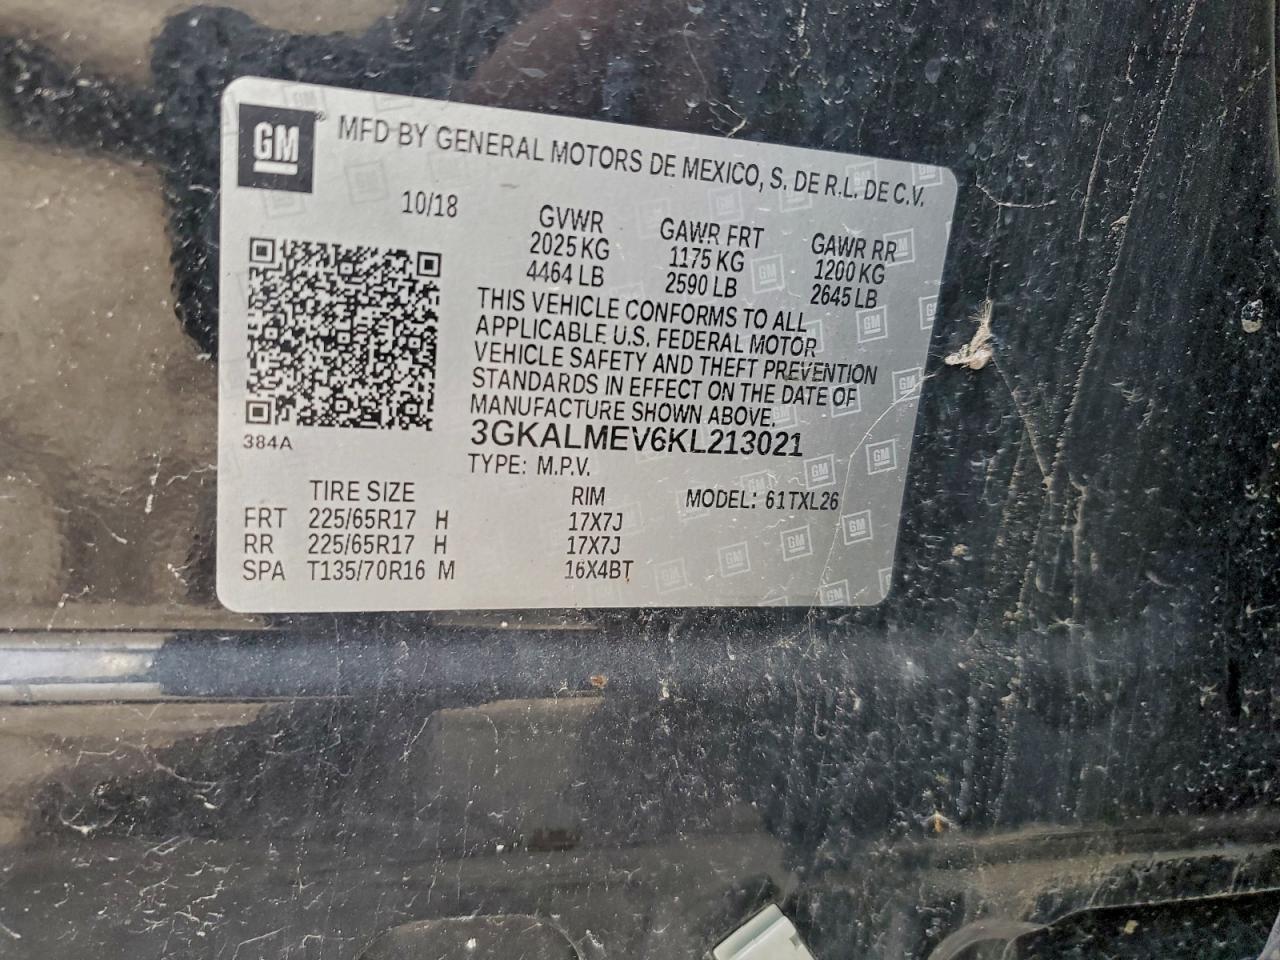 GM
MFD BY GENERAL MOTORS DE MEXICO, S. DE R.L. DE C.V.
10/18
GVWR GAWR FRT GAWR RR
2025 KG 1175 KG 1200 KG
4464 LB 2590 LB 2645 LB
THIS VEHICLE CONFORMS TO ALL
APPLICABLE U.S. FEDERAL MOTOR
VEHICLE SAFETY AND THEFT PREVENTION
STANDARDS IN EFFECT ON THE DATE OF
MANUFACTURE SHOWN ABOVE.
384A
3GKALMEV6KL213021
TYPE: M.P.V.
TIRE SIZE RIM MODEL: 61TXL26
FRT 225/65R17 H 17X7J
RR 225/65R17 H 17X7J
SPA T135/70R16 M 16X4BT